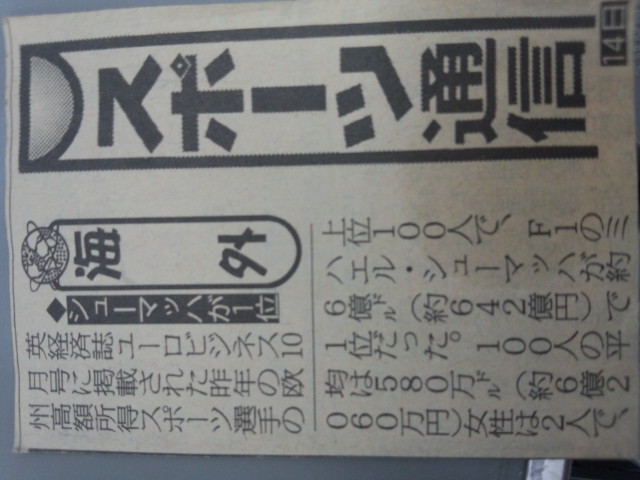 14日
スポーツ通信
海外
◆シューマッハが1位
英経済誌ユーロビジネス10
月号に掲載された昨年の欧
州高額所得スポーツ選手の
上位100人で、F1のミ
ハエル・シューマッハが約
6億ドル(約642億円)で
1位だった。100人の平
均は580万ドル(約6億2
060万円)女性は2人で、